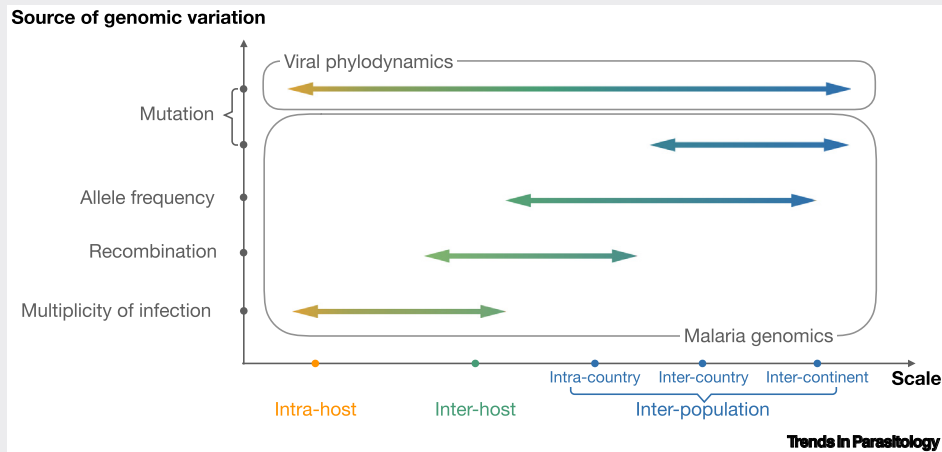 Source of genomic variation
Viral phylodynamics
Mutation
Allele frequency
Recombination
Multiplicity of infection
Malaria genomics
Intra-country Inter-country Inter-continent Scale
Intra-host Inter-host Inter-population
Trends in Parasitology